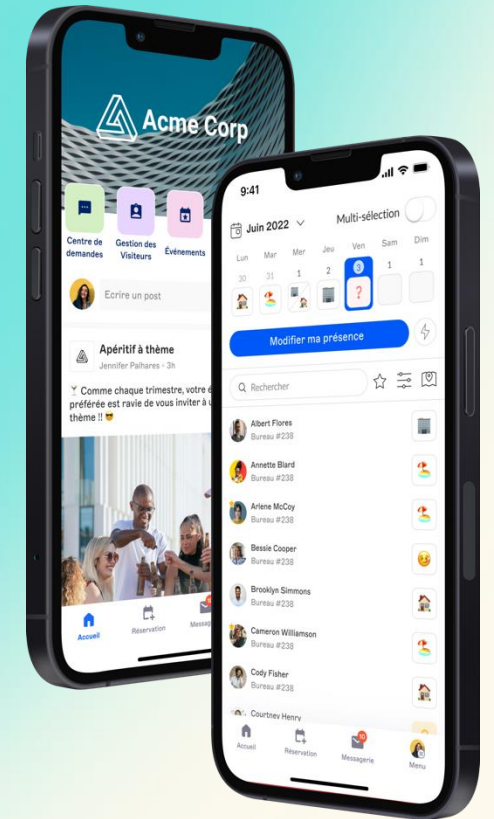 Acme Corp
Centre de
demandes
Gestion des
Visiteurs
Événements
Ecrire un post
Apéritif à thème
Jennifer Palhares - 3h
Comme chaque trimestre, votre é
préférée est ravie de vous inviter à u
thème !!
Accueil
Réservation
Messag
9:41
Juin 2022
Multi-sélection
Lun Mar Mer Jeu Ven Sam Dim
30 31 1 2 3 1 1
?
Modifier ma présence
Rechercher
Albert Flores
Bureau #238
Annette Blard
Bureau #238
Arlene McCoy
Bureau #238
Bessie Cooper
Bureau #238
Brooklyn Simmons
Bureau #238
Cameron Williamson
Bureau #238
Cody Fisher
Bureau #238
Courtney Henry
Accueil
Réservation
10
Messagerie
Menu